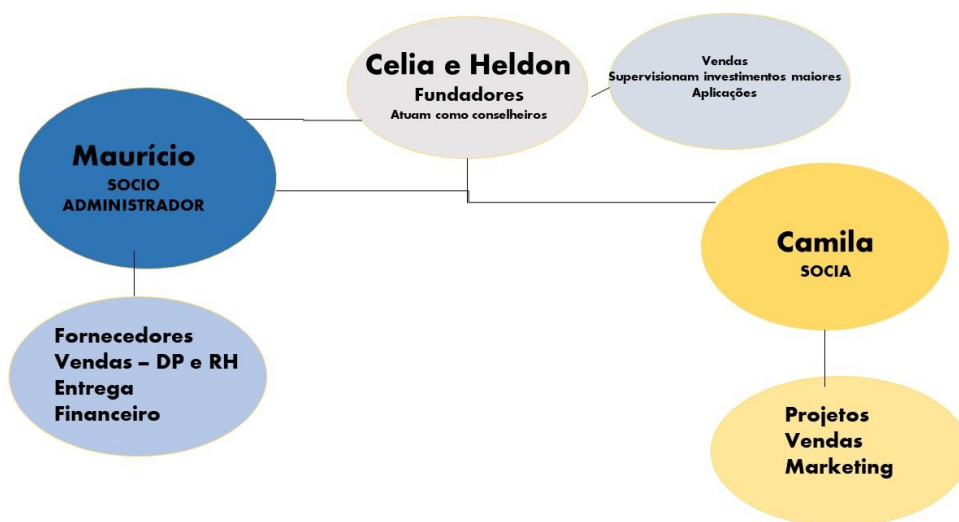 Celia e Heldon
Fundadores
Atuam como conselheiros
Vendas
Supervisionam investimentos maiores
Aplicações
Maurício
SOCIO
ADMINISTRADOR
Camila
SOCIA
Fornecedores
Vendas – DP e RH
Entrega
Financeiro
Projetos
Vendas
Marketing